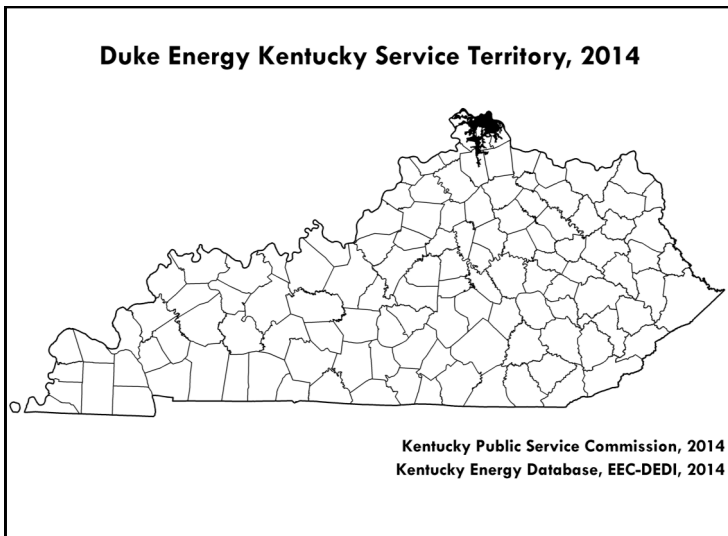 Duke Energy Kentucky Service Territory, 2014
Kentucky Public Service Commission, 2014
Kentucky Energy Database, EEC-DEDI, 2014